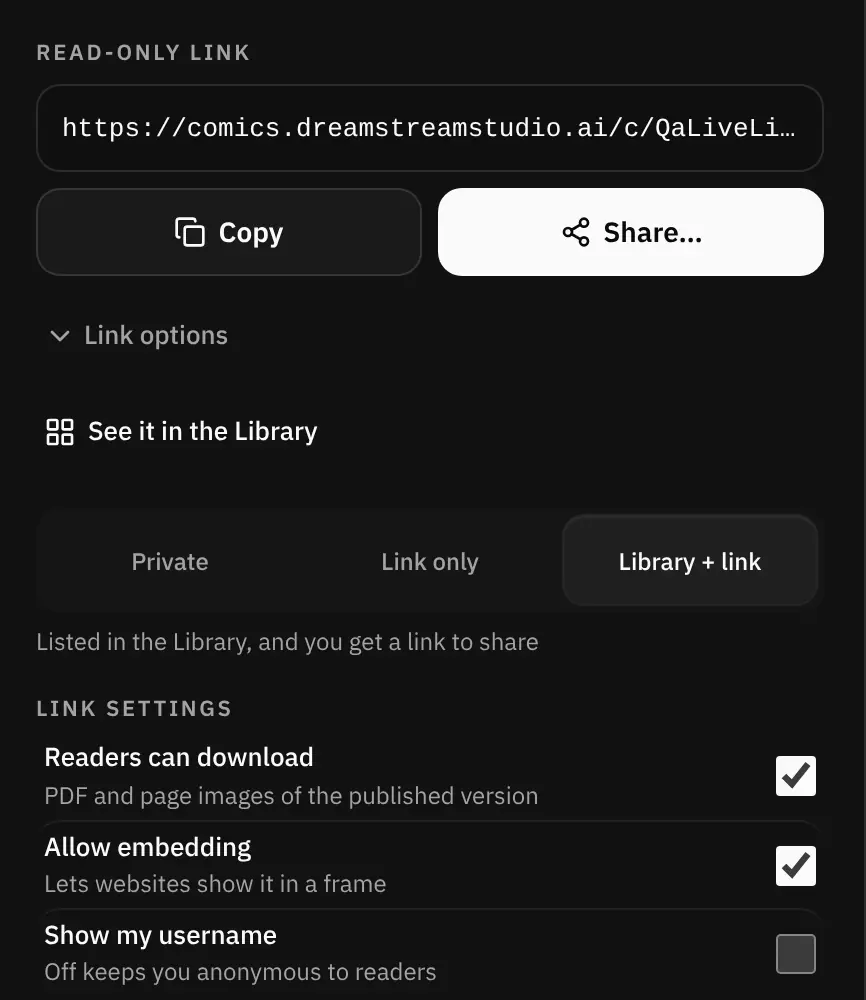 READ-ONLY LINK
https://comics.dreamstreamstudio.ai/c/QaLiveLi…
Copy
Share…
Link options
See it in the Library
Private
Link only
Library + link
Listed in the Library, and you get a link to share
LINK SETTINGS
Readers can download
PDF and page images of the published version
Allow embedding
Lets websites show it in a frame
Show my username
Off keeps you anonymous to readers